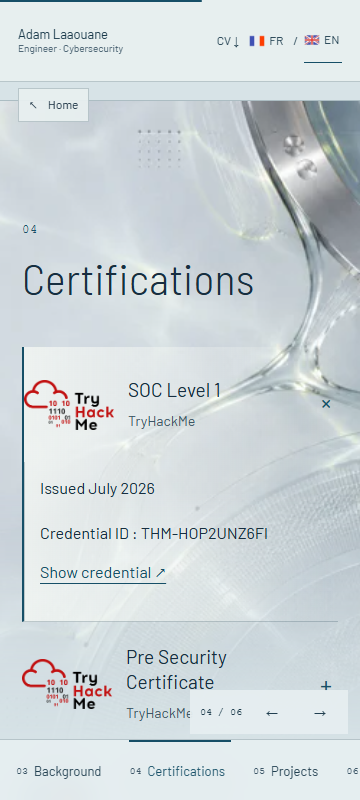 Adam Laaouane
Engineer · Cybersecurity
CV ↓ FR / EN
↖ Home
04
Certifications
Try
Hack
Me
SOC Level 1
TryHackMe
×
Issued July 2026
Credential ID : THM-HOP2UNZ6FI
Show credential ↗
Try
Hack
Me
Pre Security
Certificate
+
TryHackMe
04 / 06 ← →
03 Background 04 Certifications 05 Projects 06